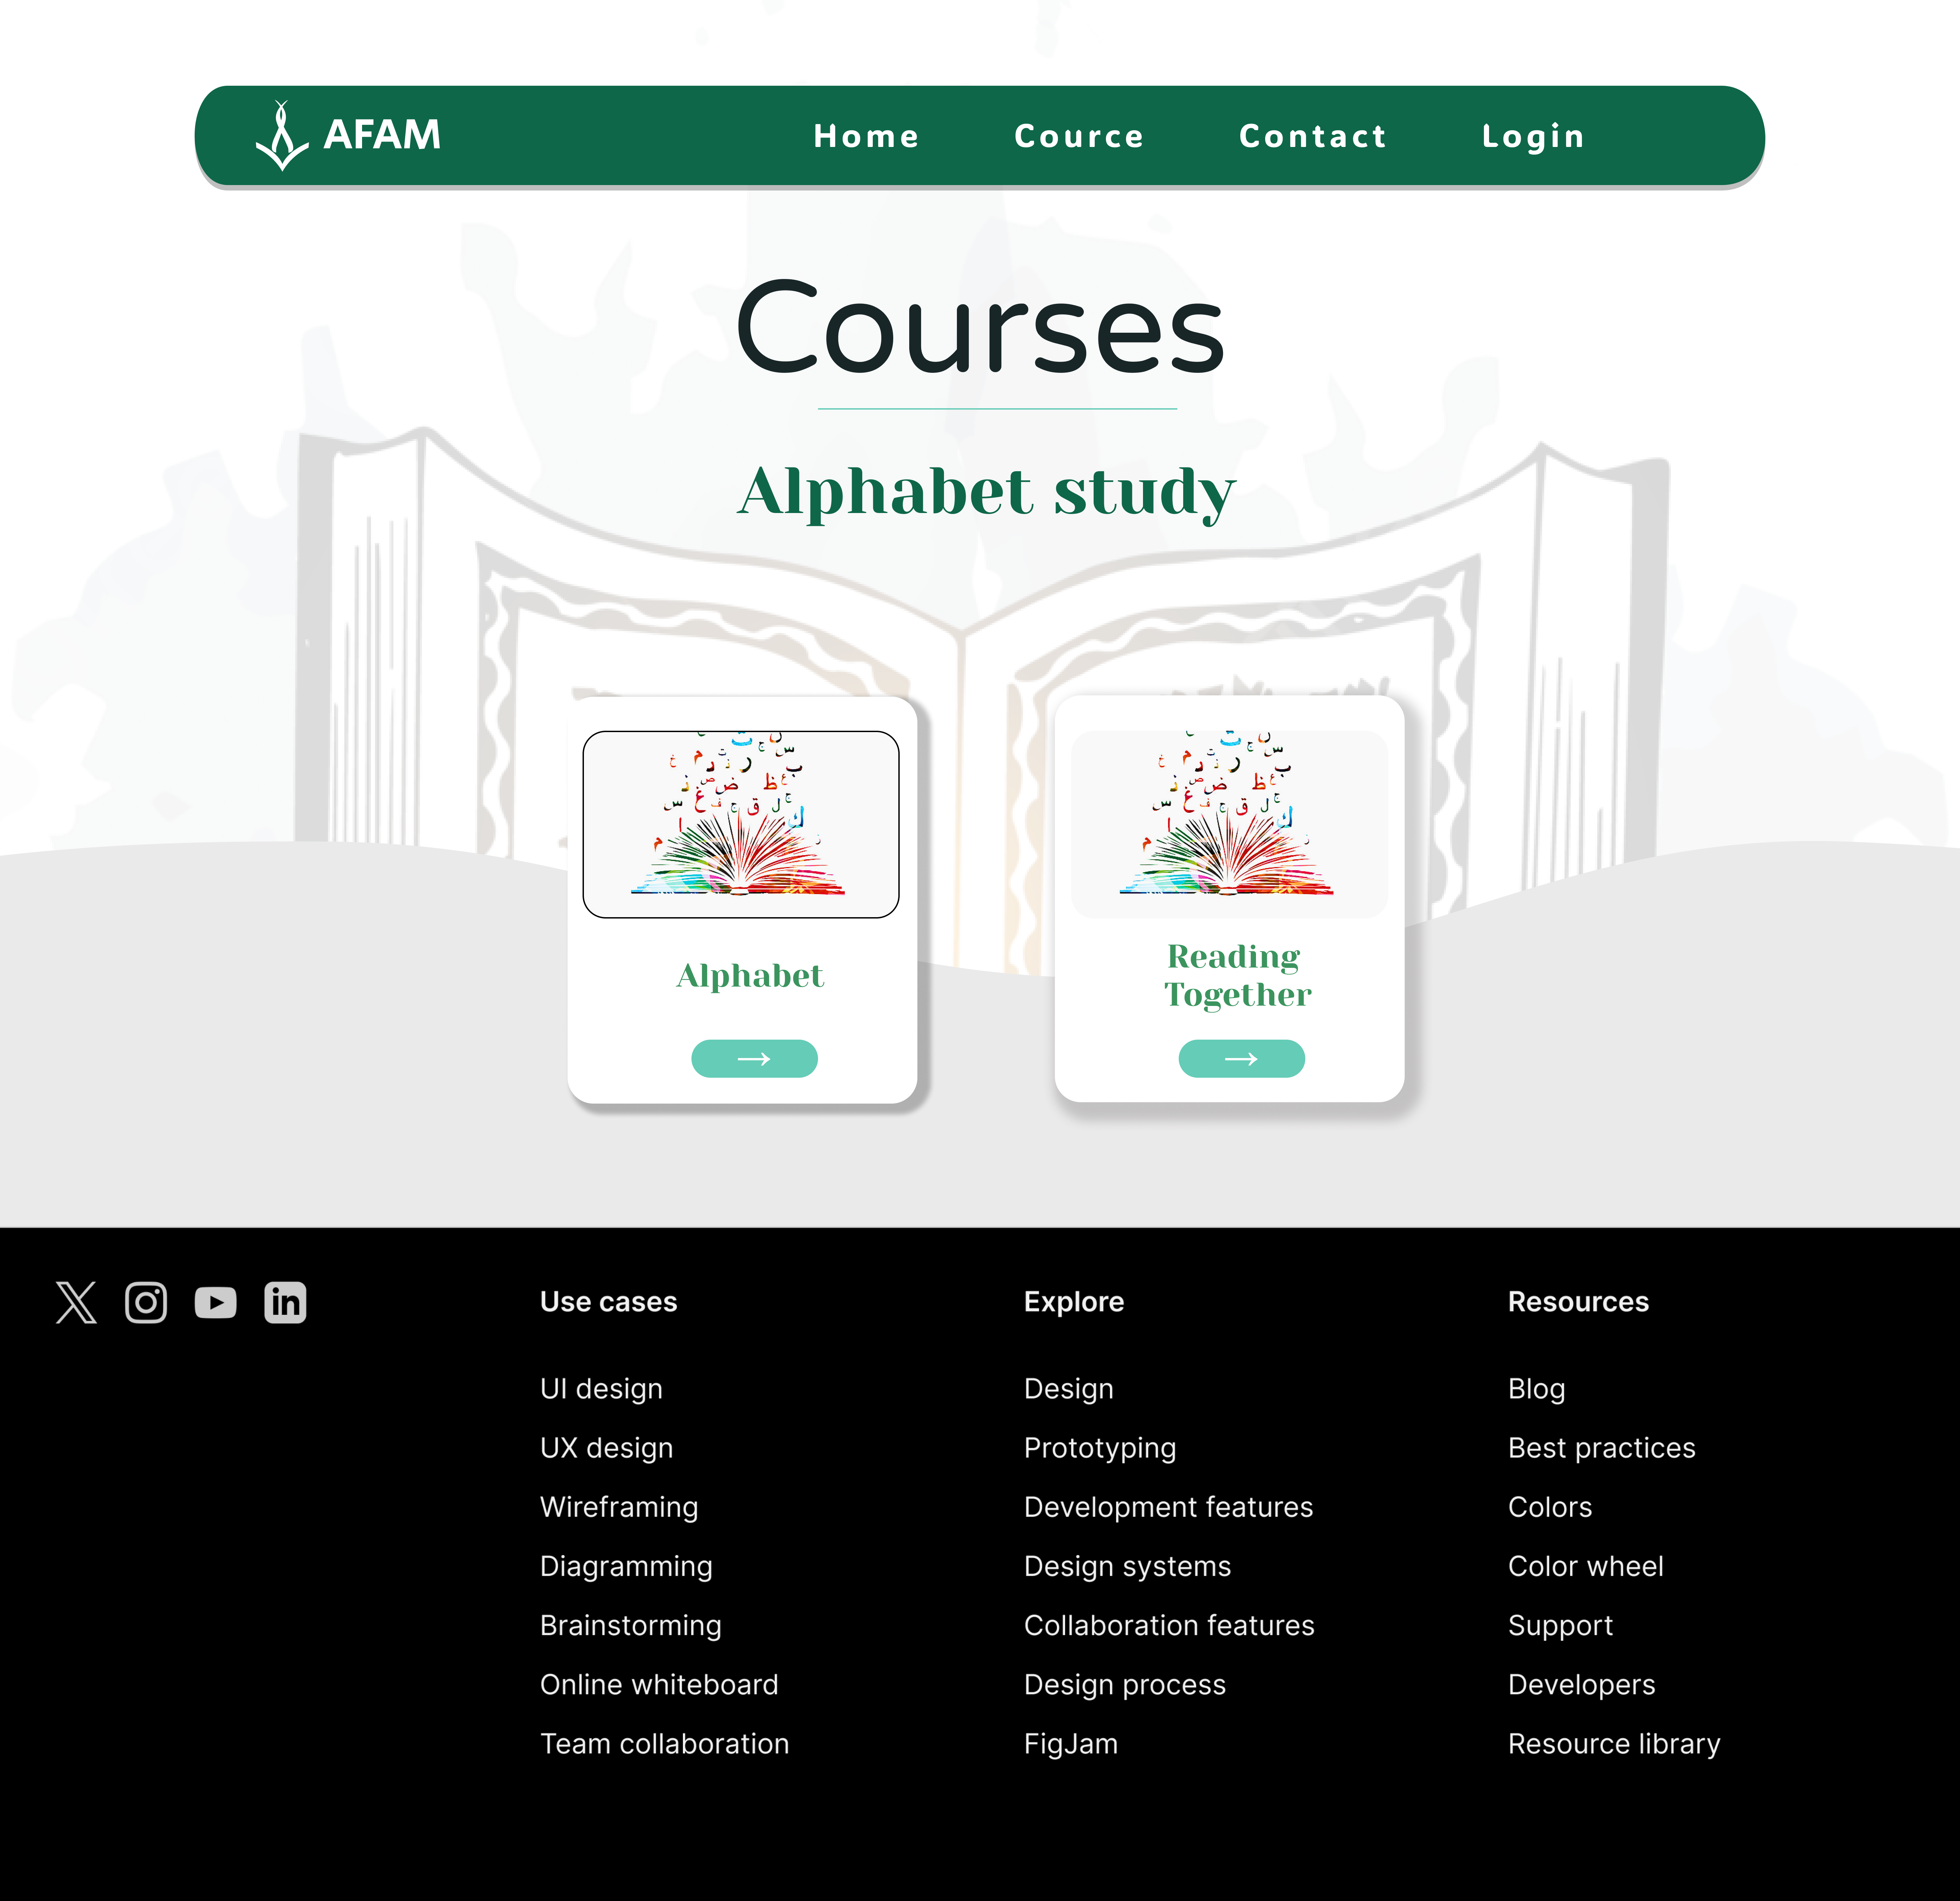 AFAM
Home Cource Contact Login
Courses
Alphabet study
Alphabet
Reading
Together
Use cases
UI design
UX design
Wireframing
Diagramming
Brainstorming
Online whiteboard
Team collaboration
Explore
Design
Prototyping
Development features
Design systems
Collaboration features
Design process
FigJam
Resources
Blog
Best practices
Colors
Color wheel
Support
Developers
Resource library